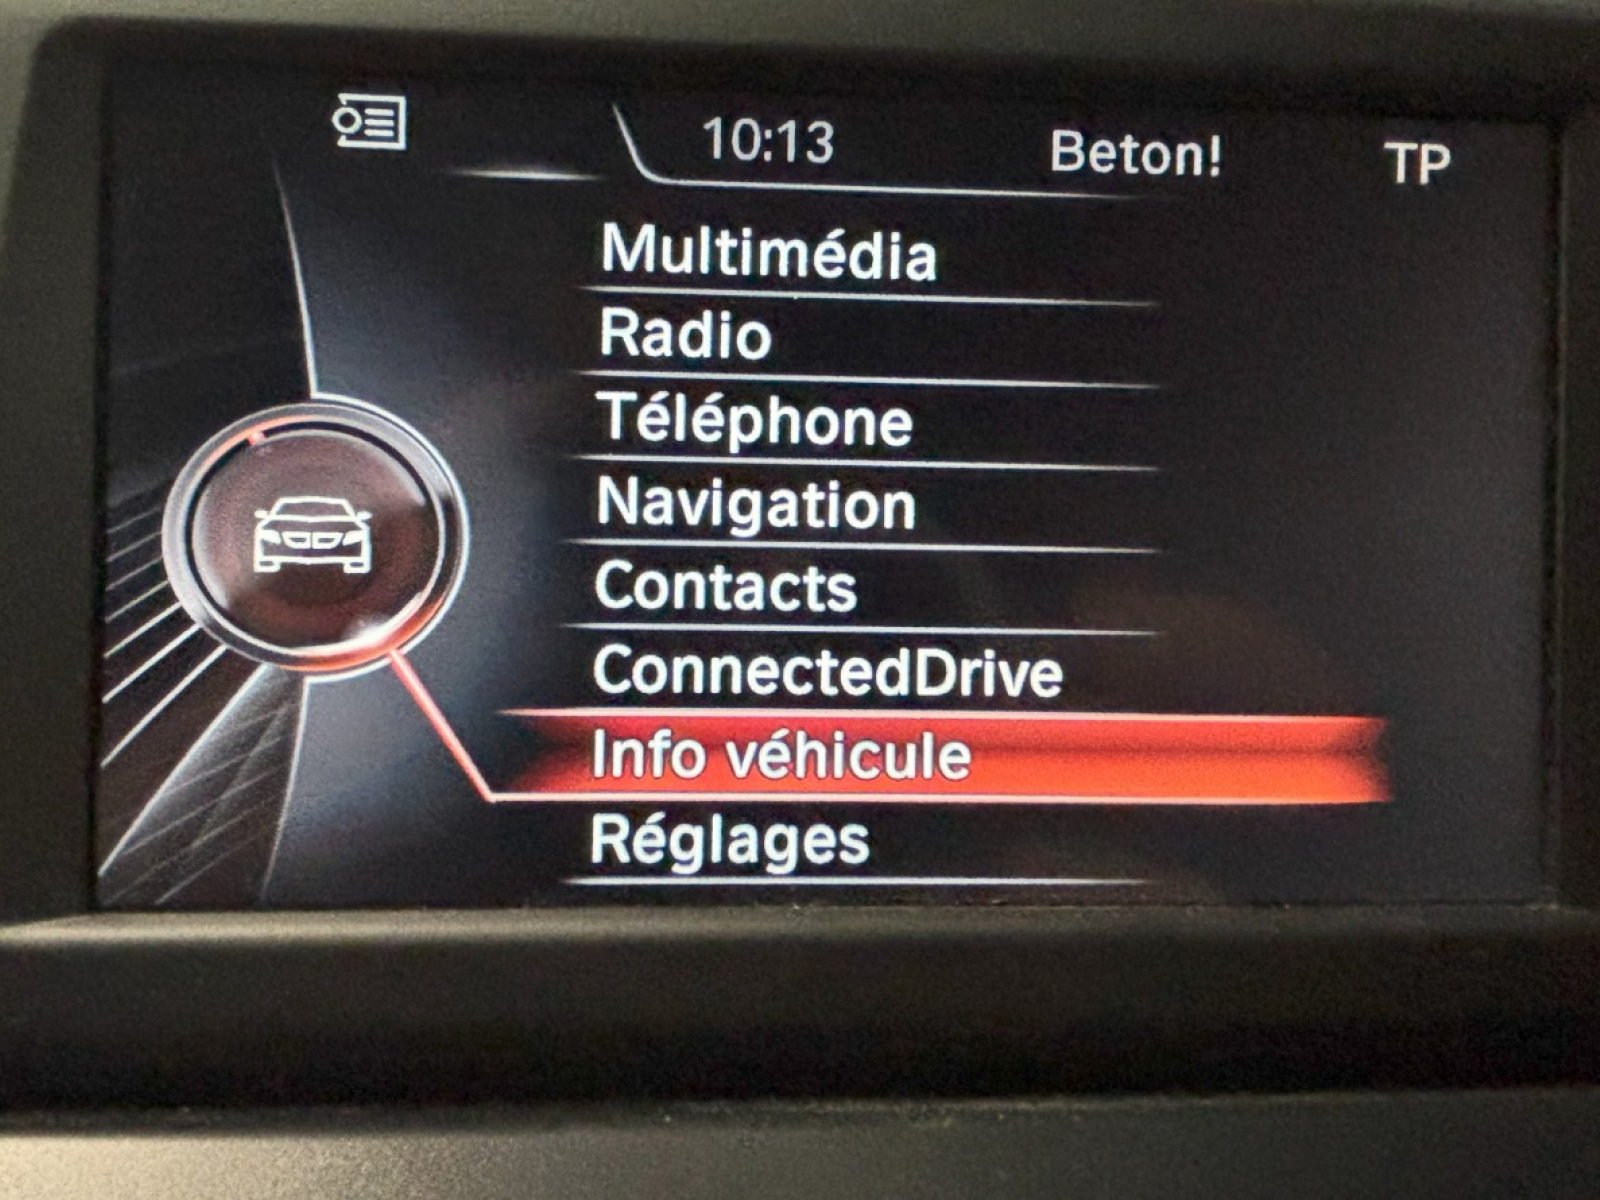 10:13 Beton! TP
Multimédia
Radio
Téléphone
Navigation
Contacts
ConnectedDrive
Info véhicule
Réglages